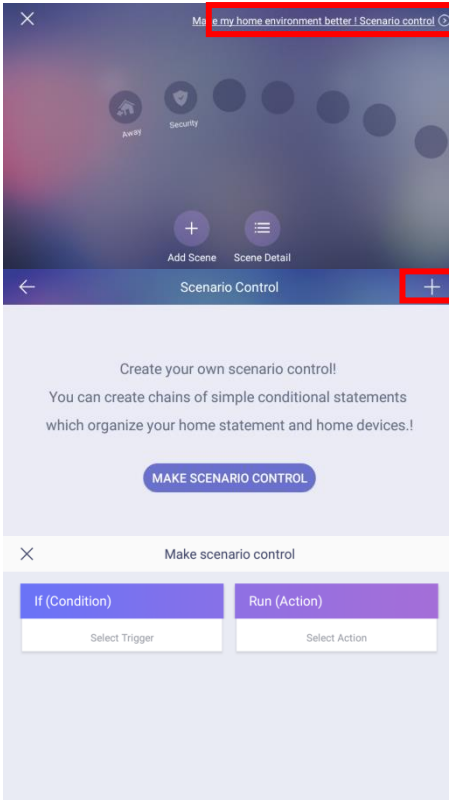 Make my home environment better ! Scenario control
Away
Security
Add Scene
Scene Detail
Scenario Control
Create your own scenario control!
You can create chains of simple conditional statements
which organize your home statement and home devices.!
MAKE SCENARIO CONTROL
Make scenario control
If (Condition)
Run (Action)
Select Trigger
Select Action